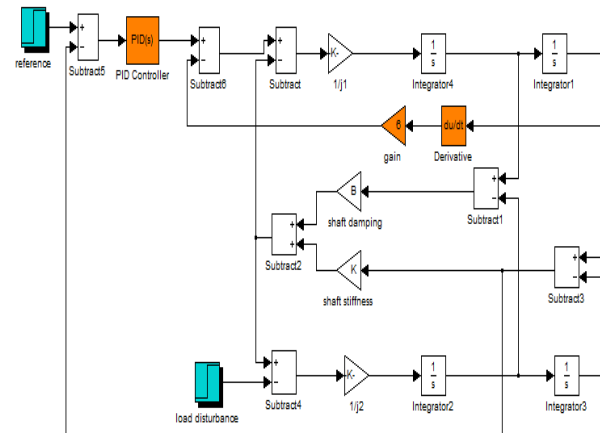 +
−
reference
Subtract5
PID(s)
PID Controller
+
−
Subtract6
+
−
Subtract
K-
1/j1
1
s
Integrator4
1
s
Integrator1
6
gain
du/dt
Derivative
+
−
Subtract1
B
shaft damping
+
+
Subtract2
K
shaft stiffness
+
−
Subtract3
load disturbance
+
−
Subtract4
K-
1/j2
1
s
Integrator2
1
s
Integrator3